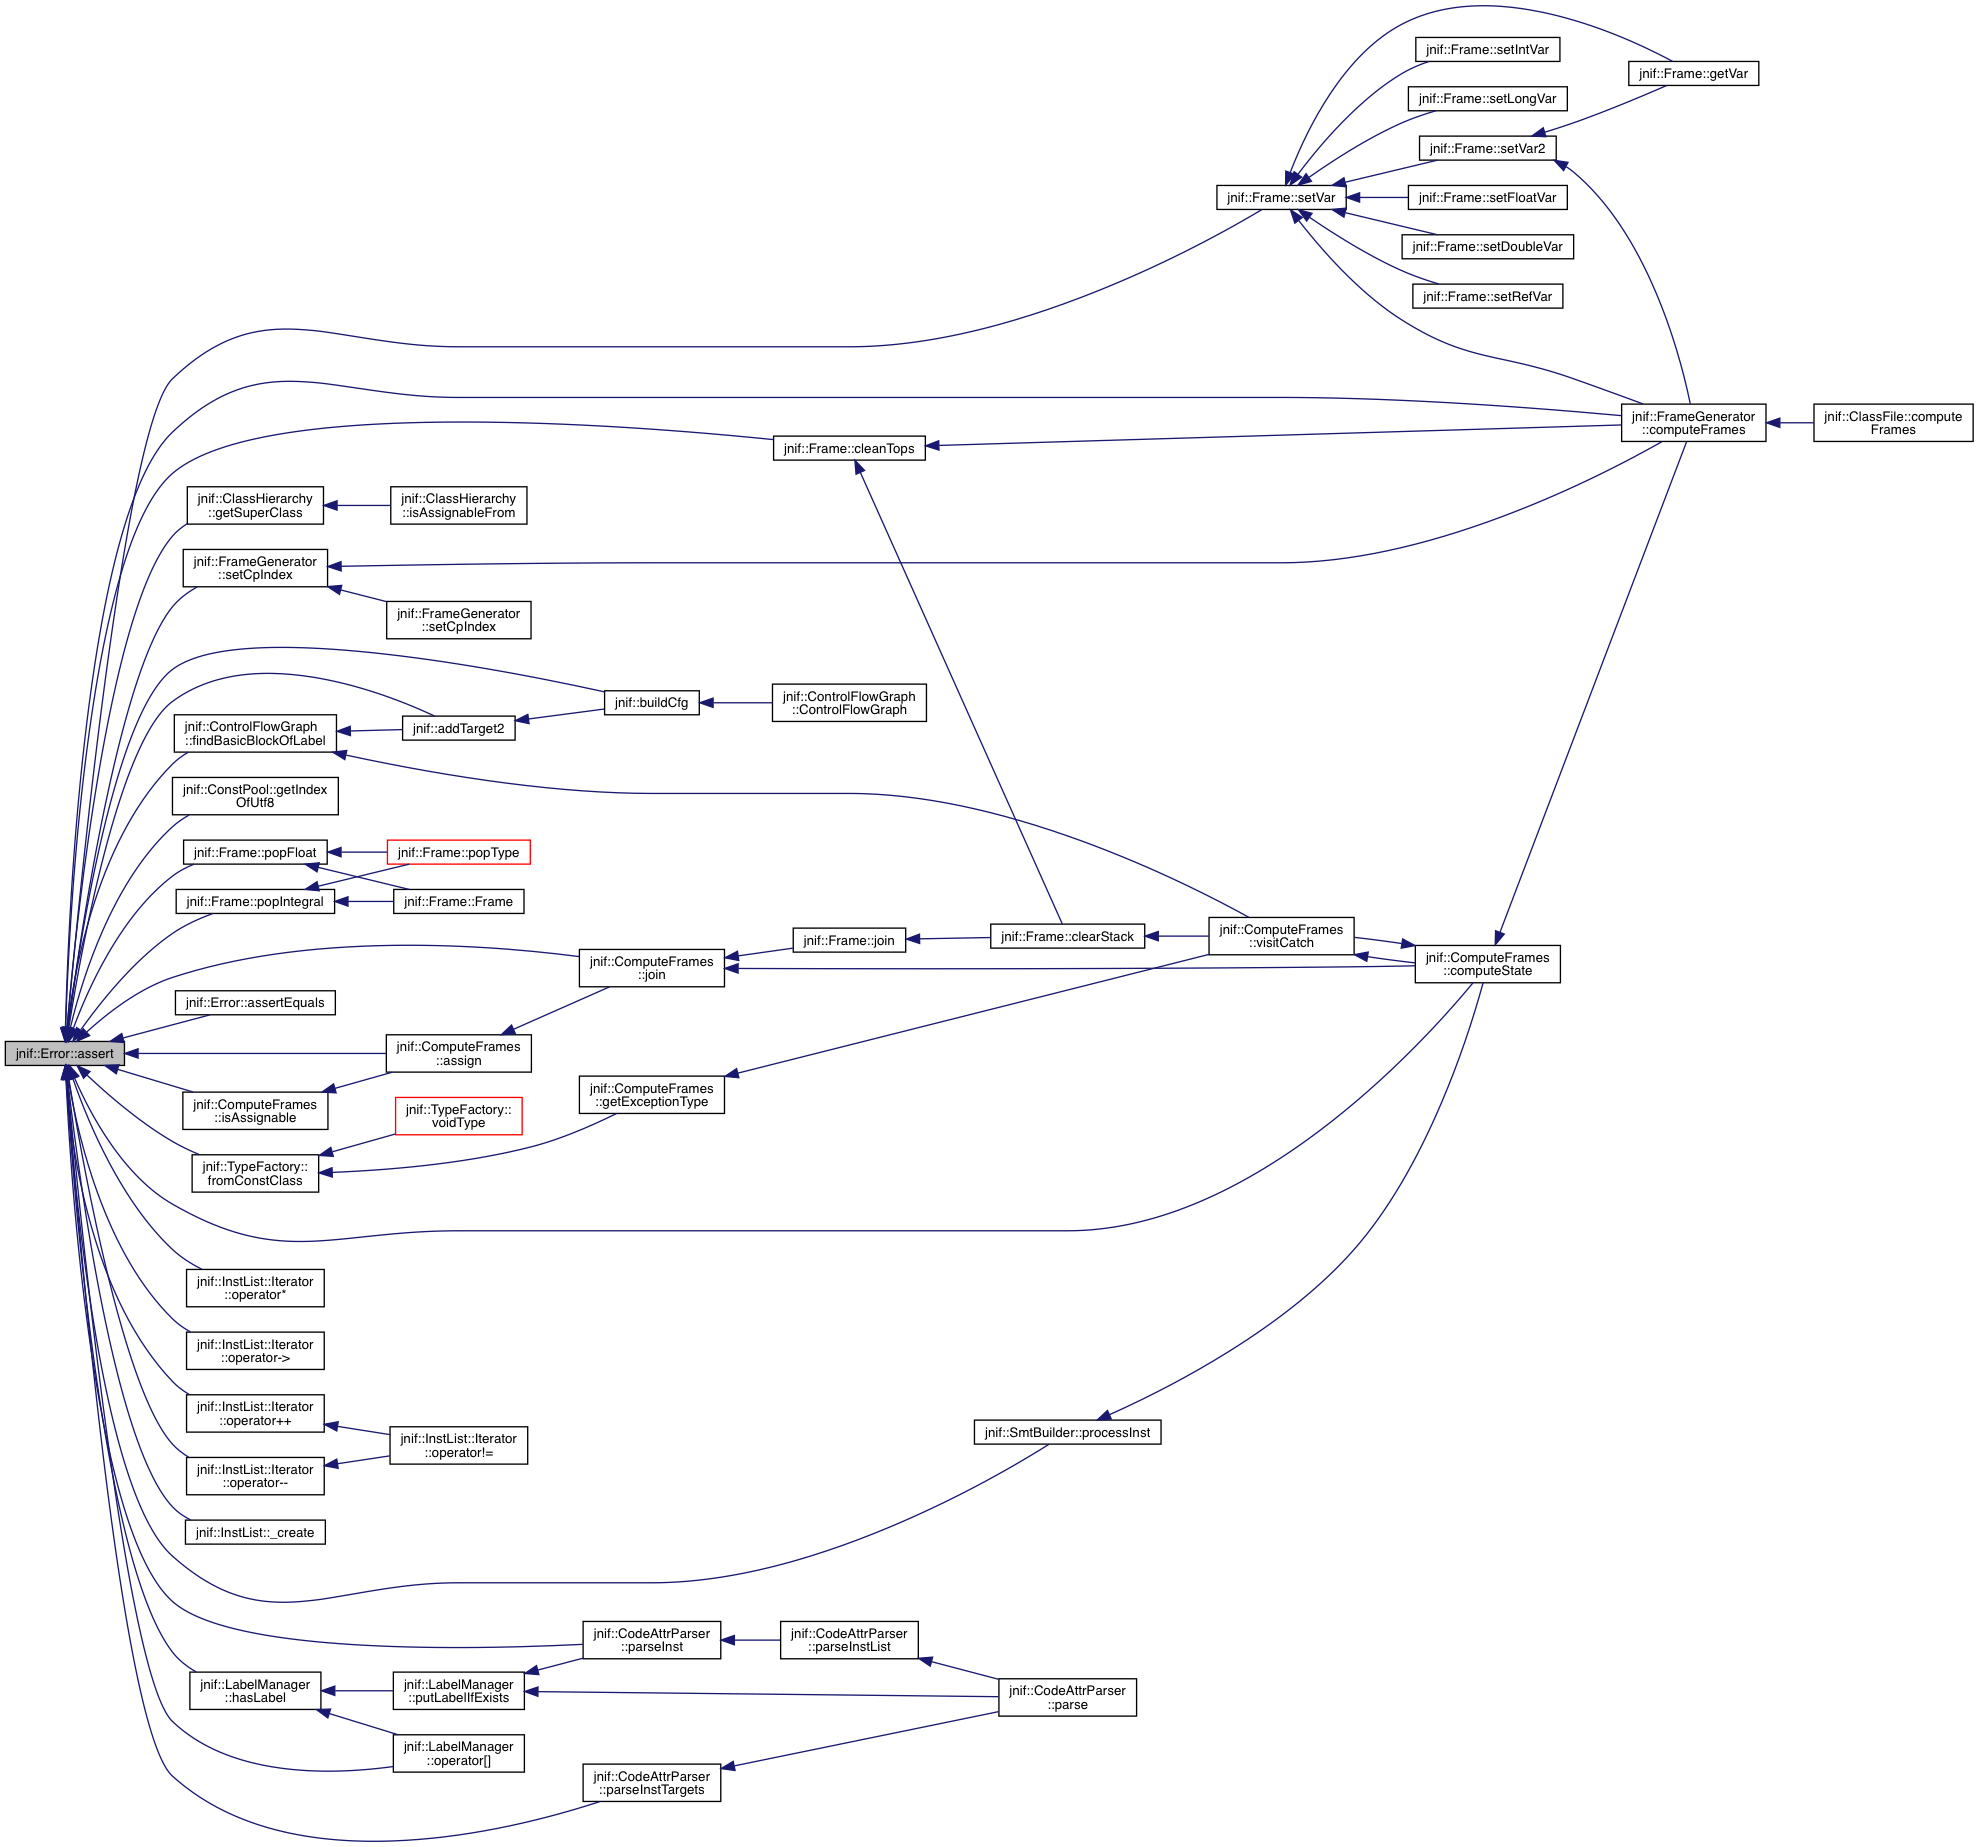 jnif::Frame::setIntVar
jnif::Frame::getVar
jnif::Frame::setLongVar
jnif::Frame::setVar2
jnif::Frame::setVar
jnif::Frame::setFloatVar
jnif::Frame::setDoubleVar
jnif::Frame::setRefVar
jnif::FrameGenerator
::computeFrames
jnif::ClassFile::compute
Frames
jnif::Frame::cleanTops
jnif::ClassHierarchy
::getSuperClass
jnif::ClassHierarchy
::isAssignableFrom
jnif::FrameGenerator
::setCpIndex
jnif::FrameGenerator
::setCpIndex
jnif::buildCfg
jnif::ControlFlowGraph
::ControlFlowGraph
jnif::addTarget2
jnif::ControlFlowGraph
::findBasicBlockOfLabel
jnif::ConstPool::getIndex
OfUtf8
jnif::Frame::popFloat
jnif::Frame::popType
jnif::Frame::popIntegral
jnif::Frame::Frame
jnif::Frame::join
jnif::Frame::clearStack
jnif::ComputeFrames
::visitCatch
jnif::ComputeFrames
::join
jnif::ComputeFrames
::computeState
jnif::Error::assertEquals
jnif::Error::assert
jnif::ComputeFrames
::assign
jnif::ComputeFrames
::getExceptionType
jnif::ComputeFrames
::isAssignable
jnif::TypeFactory::
voidType
jnif::TypeFactory::
fromConstClass
jnif::InstList::Iterator
::operator*
jnif::InstList::Iterator
::operator->
jnif::InstList::Iterator
::operator++
jnif::InstList::Iterator
::operator!=
jnif::SmtBuilder::processInst
jnif::InstList::Iterator
::operator--
jnif::InstList::_create
jnif::CodeAttrParser
::parseInst
jnif::CodeAttrParser
::parseInstList
jnif::LabelManager
::hasLabel
jnif::LabelManager
::putLabelIfExists
jnif::CodeAttrParser
::parse
jnif::LabelManager
::operator[]
jnif::CodeAttrParser
::parseInstTargets